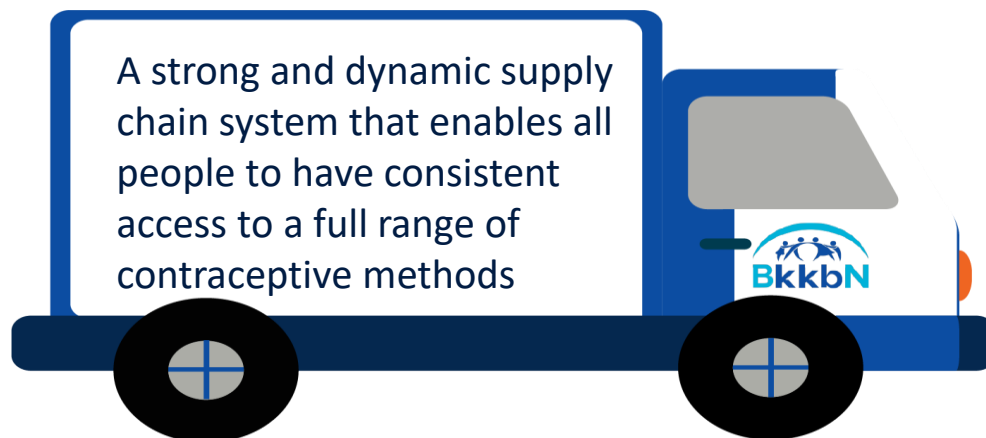 A strong and dynamic supply
chain system that enables all
people to have consistent
access to a full range of
contraceptive methods
BkkbN